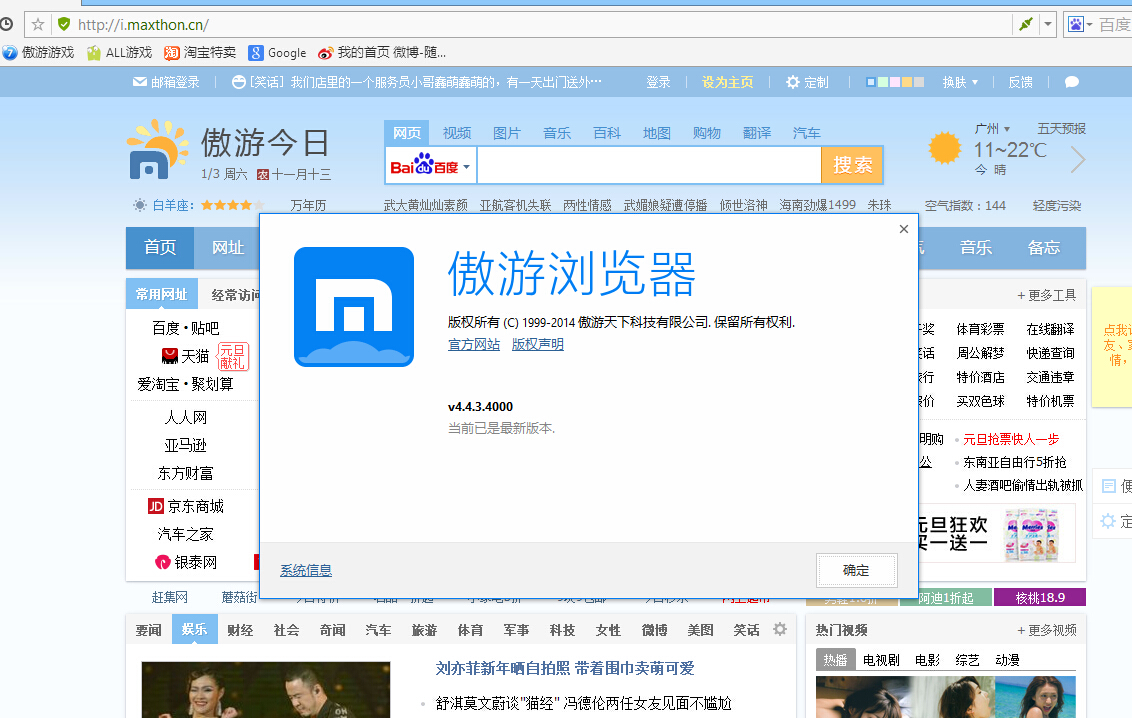 http://i.maxthon.cn/
百度
傲游游戏 ALL游戏 淘宝特卖 Google 我的首页 微博-随...
邮箱登录 [笑话] 我们店里的一个服务员小哥蠢萌蠢萌的，有一天出门送外… 登录 设为主页 定制 换肤 反馈
傲游今日
1/3 周六 农 十一月十三
网页 视频 图片 音乐 百科 地图 购物 翻译 汽车
Bai du 百度 搜索
广州 五天预报
11~22℃
今 晴
白羊座： 万年历
武大黄灿灿素颜 亚航客机失联 两性情感 武媚娘疑遭停播 倾世洛神 海南劲爆1499 朱珠
空气指数：144 轻度污染
首页 网址 音乐 备忘
常用网址 经常访问 + 更多工具
百度 • 贴吧
天猫 元旦献礼
爱淘宝 • 聚划算
人人网
亚马逊
东方财富
JD 京东商城
汽车之家
银泰网
傲游浏览器
版权所有 (C) 1999-2014 傲游天下科技有限公司. 保留所有权利.
官方网站 版权声明
v4.4.3.4000
当前已是最新版本.
系统信息 确定
体育彩票 在线翻译
周公解梦 快递查询
特价酒店 交通违章
买双色球 特价机票
明购 元旦抢票快人一步
公 东南亚自由行5折抢
人妻酒吧偷情出轨被抓
元旦狂欢
买一送一
Merries
点我
友、
情，
便
定
赶集网 蘑菇街
阿迪1折起 核桃18.9
要闻 娱乐 财经 社会 奇闻 汽车 旅游 体育 军事 科技 女性 微博 美图 笑话
热门视频 + 更多视频
热播 电视剧 电影 综艺 动漫
刘亦菲新年晒自拍照 带着围巾卖萌可爱
舒淇莫文蔚谈"猫经" 冯德伦两任女友见面不尴尬